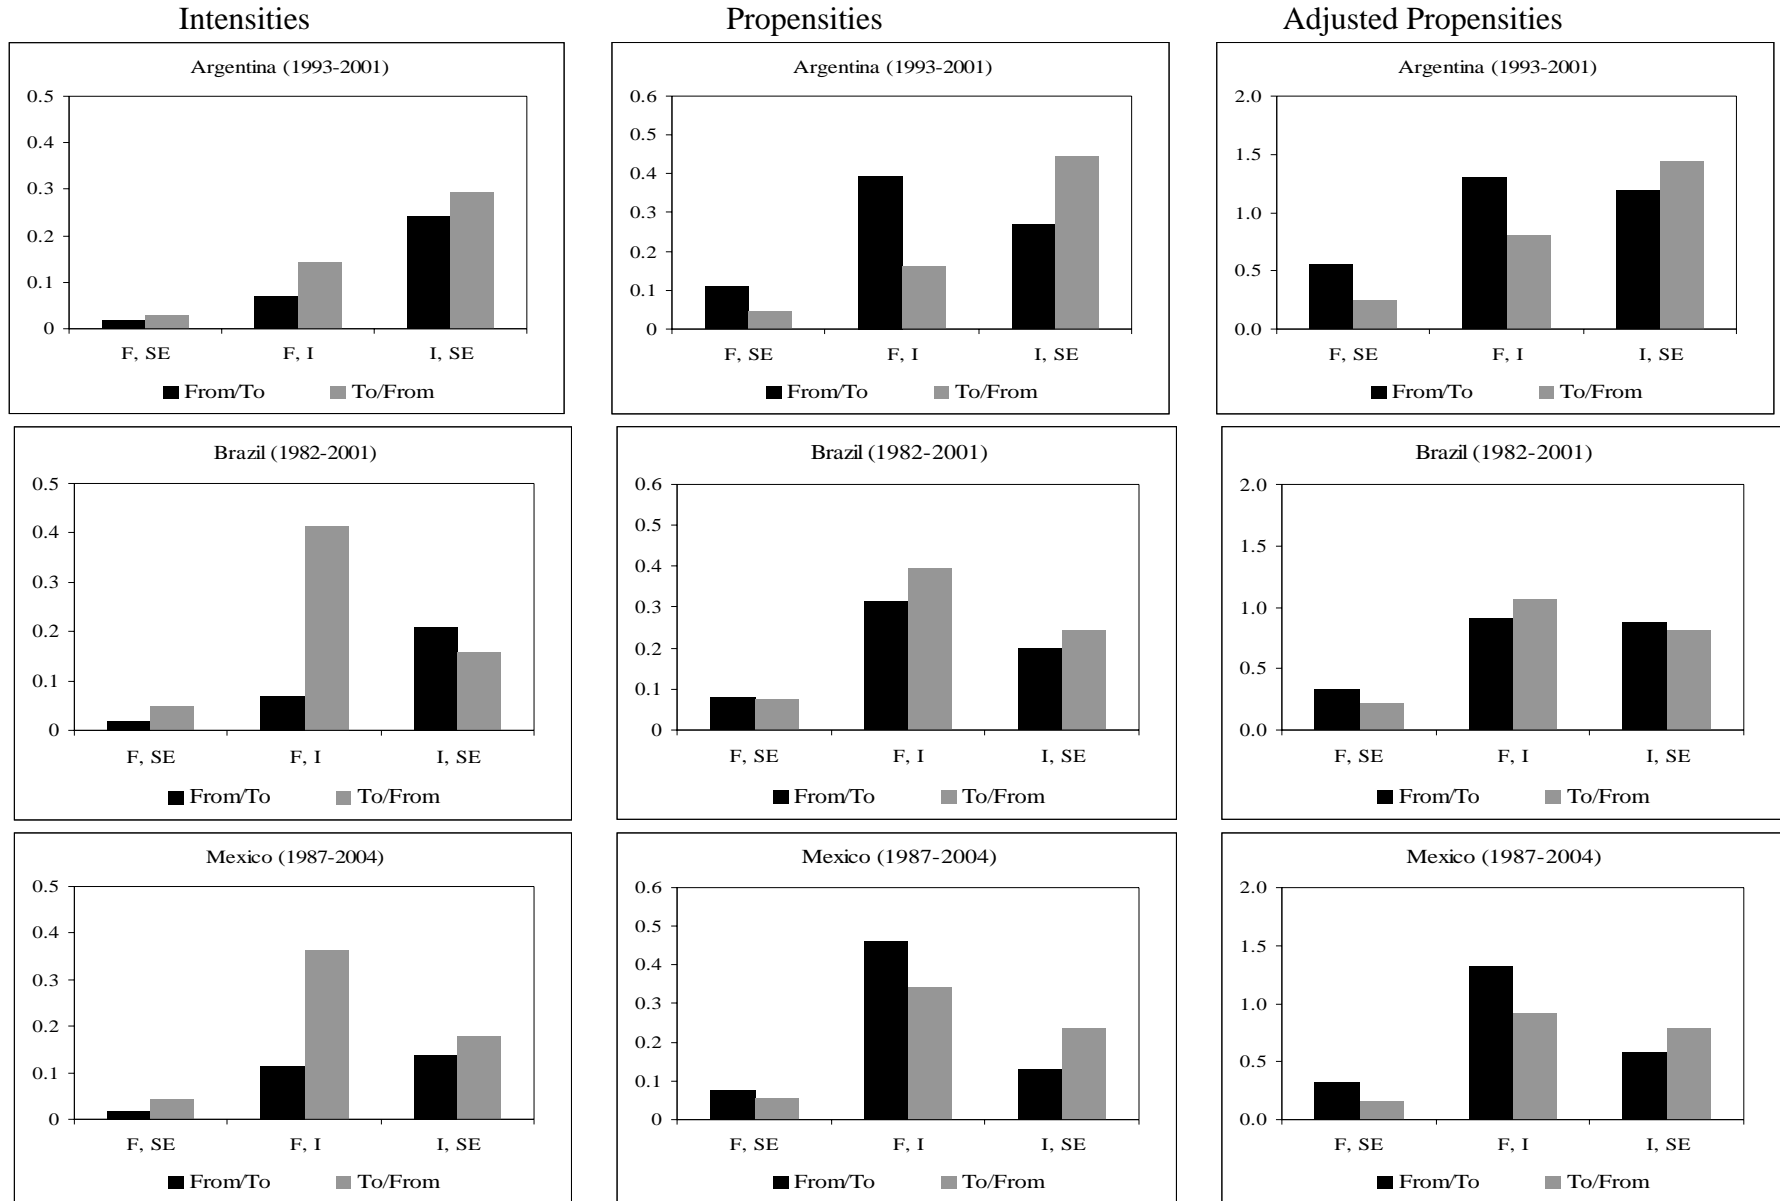 Intensities
Propensities
Adjusted Propensities
Argentina (1993-2001)
0.5
0.4
0.3
0.2
0.1
0
F, SE
F, I
I, SE
From/To
To/From
Argentina (1993-2001)
0.6
0.5
0.4
0.3
0.2
0.1
0
F, SE
F, I
I, SE
From/To
To/From
Argentina (1993-2001)
2.0
1.5
1.0
0.5
0.0
F, SE
F, I
I, SE
From/To
To/From
Brazil (1982-2001)
0.5
0.4
0.3
0.2
0.1
0
F, SE
F, I
I, SE
From/To
To/From
Brazil (1982-2001)
0.6
0.5
0.4
0.3
0.2
0.1
0
F, SE
F, I
I, SE
From/To
To/From
Brazil (1982-2001)
2.0
1.5
1.0
0.5
0.0
F, SE
F, I
I, SE
From/To
To/From
Mexico (1987-2004)
0.5
0.4
0.3
0.2
0.1
0
F, SE
F, I
I, SE
From/To
To/From
Mexico (1987-2004)
0.6
0.5
0.4
0.3
0.2
0.1
0
F, SE
F, I
I, SE
From/To
To/From
Mexico (1987-2004)
2.0
1.5
1.0
0.5
0.0
F, SE
F, I
I, SE
From/To
To/From